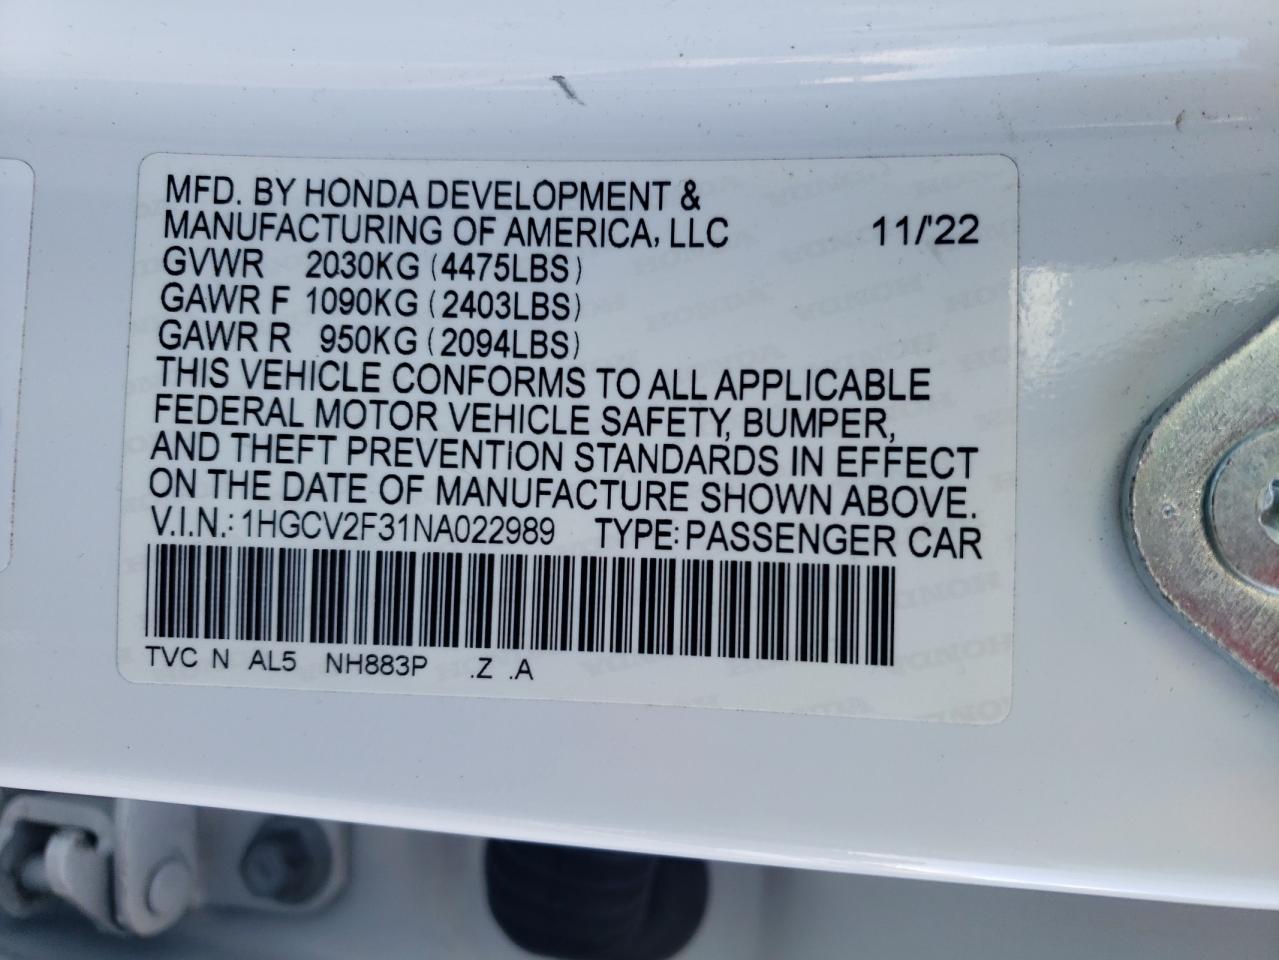 MFD. BY HONDA DEVELOPMENT &
MANUFACTURING OF AMERICA, LLC 11/'22
GVWR 2030KG (4475LBS)
GAWR F 1090KG (2403LBS)
GAWR R 950KG (2094LBS)
THIS VEHICLE CONFORMS TO ALL APPLICABLE
FEDERAL MOTOR VEHICLE SAFETY, BUMPER,
AND THEFT PREVENTION STANDARDS IN EFFECT
ON THE DATE OF MANUFACTURE SHOWN ABOVE.
V.I.N.: 1HGCV2F31NA022989 TYPE: PASSENGER CAR
TVC N AL5 NH883P .Z .A